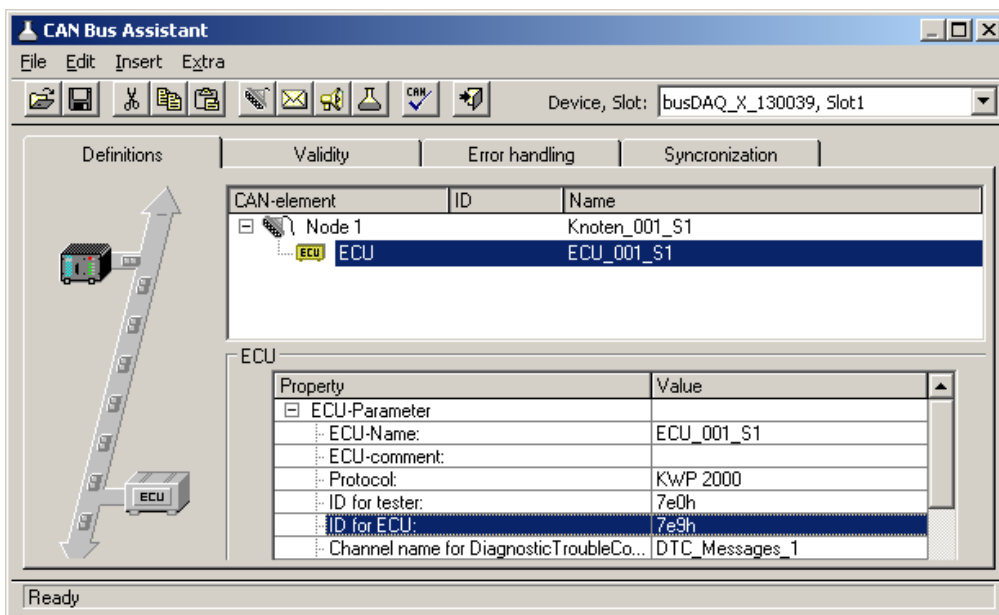 CAN Bus Assistant
File Edit Insert Extra
CAN Device, Slot: busDAQ_X_130039, Slot1
Definitions Validity Error handling Syncronization
CAN-element ID Name
Node 1 Knoten_001_S1
ECU ECU ECU_001_S1
ECU
Property Value
ECU-Parameter
ECU-Name: ECU_001_S1
ECU-comment:
Protocol: KWP 2000
ID for tester: 7e0h
ID for ECU: 7e9h
Channel name for DiagnosticTroubleCo... DTC_Messages_1
ECU
Ready